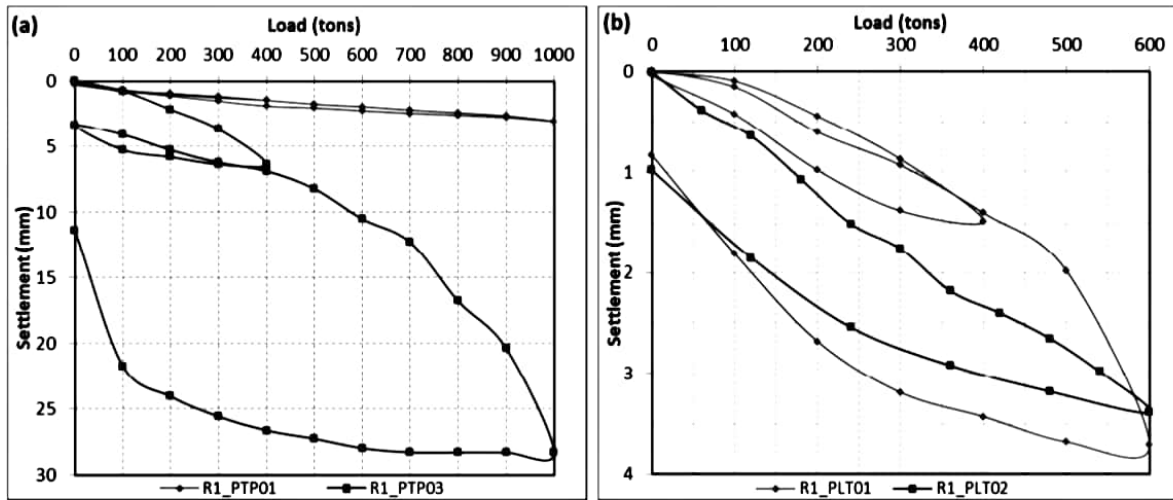 (a)
Load (tons)
0 100 200 300 400 500 600 700 800 900 1000
0
5
10
15
20
25
30
Settlement (mm)
R1_PTP01 R1_PTP03
(b)
Load (tons)
0 100 200 300 400 500 600
0
1
2
3
4
Settlement (mm)
R1_PLT01 R1_PLT02